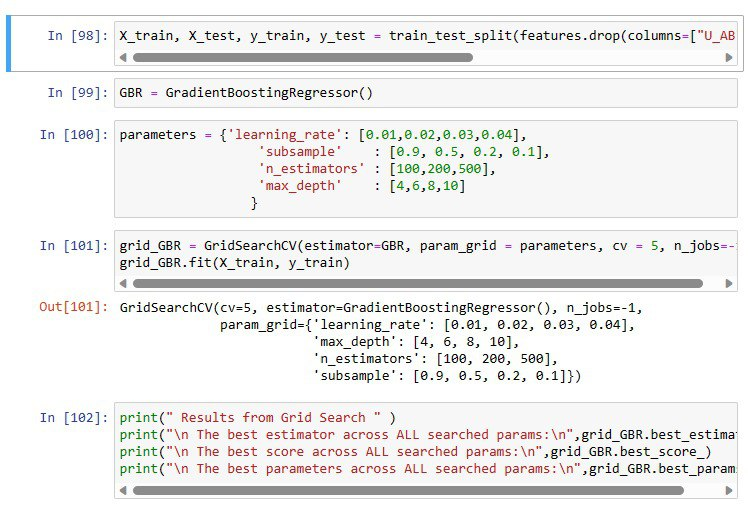 In [98]: X_train, X_test, y_train, y_test = train_test_split(features.drop(columns=["U_AB
In [99]: GBR = GradientBoostingRegressor()
In [100]: parameters = {'learning_rate': [0.01,0.02,0.03,0.04],
'subsample' : [0.9, 0.5, 0.2, 0.1],
'n_estimators' : [100,200,500],
'max_depth' : [4,6,8,10]
}
In [101]: grid_GBR = GridSearchCV(estimator=GBR, param_grid = parameters, cv = 5, n_jobs=-
grid_GBR.fit(X_train, y_train)
Out[101]: GridSearchCV(cv=5, estimator=GradientBoostingRegressor(), n_jobs=-1,
param_grid={'learning_rate': [0.01, 0.02, 0.03, 0.04],
'max_depth': [4, 6, 8, 10],
'n_estimators': [100, 200, 500],
'subsample': [0.9, 0.5, 0.2, 0.1]})
In [102]: print(" Results from Grid Search " )
print("\n The best estimator across ALL searched params:\n",grid_GBR.best_estima
print("\n The best score across ALL searched params:\n",grid_GBR.best_score_)
print("\n The best parameters across ALL searched params:\n",grid_GBR.best_param